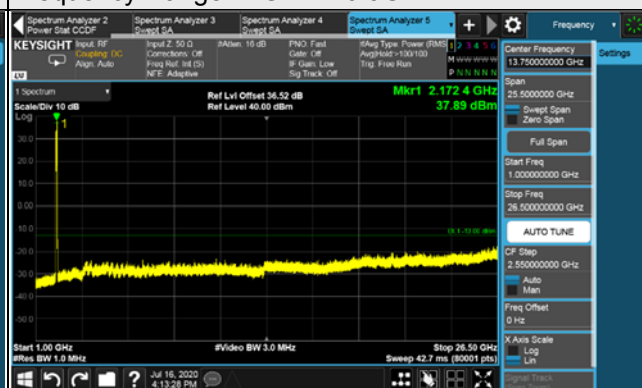 Spectrum Analyzer 2
Power Stat CCDF
Spectrum Analyzer 3
Swept SA
Spectrum Analyzer 4
Swept SA
Spectrum Analyzer 5
Swept SA
Frequency
KEYSIGHT
Input: RF
Coupling: DC
Align: Auto
Input Z: 50 Ω
Corrections: Off
Freq Ref: Int (S)
NFE: Adaptive
#Atten: 16 dB
PNO: Fast
Gate: Off
IF Gain: Low
Sig Track: Off
#Avg Type: Power (RMS)
Avg|Hold:>100/100
Trig: Free Run
1 2 3 4 5 6
M W W W W W
P N N N N N
Center Frequency
13.750000000 GHz
Settings
Span
25.5000000 GHz
Swept Span
Zero Span
Full Span
Start Freq
1.000000000 GHz
Stop Freq
26.500000000 GHz
AUTO TUNE
CF Step
2.550000000 GHz
Auto
Man
Freq Offset
0 Hz
X Axis Scale
Log
Lin
Signal Track
1 Spectrum
Scale/Div 10 dB
Log
Ref Lvl Offset 36.52 dB
Ref Level 40.00 dBm
Mkr1 2.172 4 GHz
37.89 dBm
1
30.0
20.0
10.0
0.00
-10.0
-20.0
-30.0
-40.0
-50.0
DL1 -13.00 dBm
Start 1.00 GHz
#Res BW 1.0 MHz
#Video BW 3.0 MHz
Stop 26.50 GHz
Sweep 42.7 ms (80001 pts)
Jul 16, 2020
4:13:28 PM